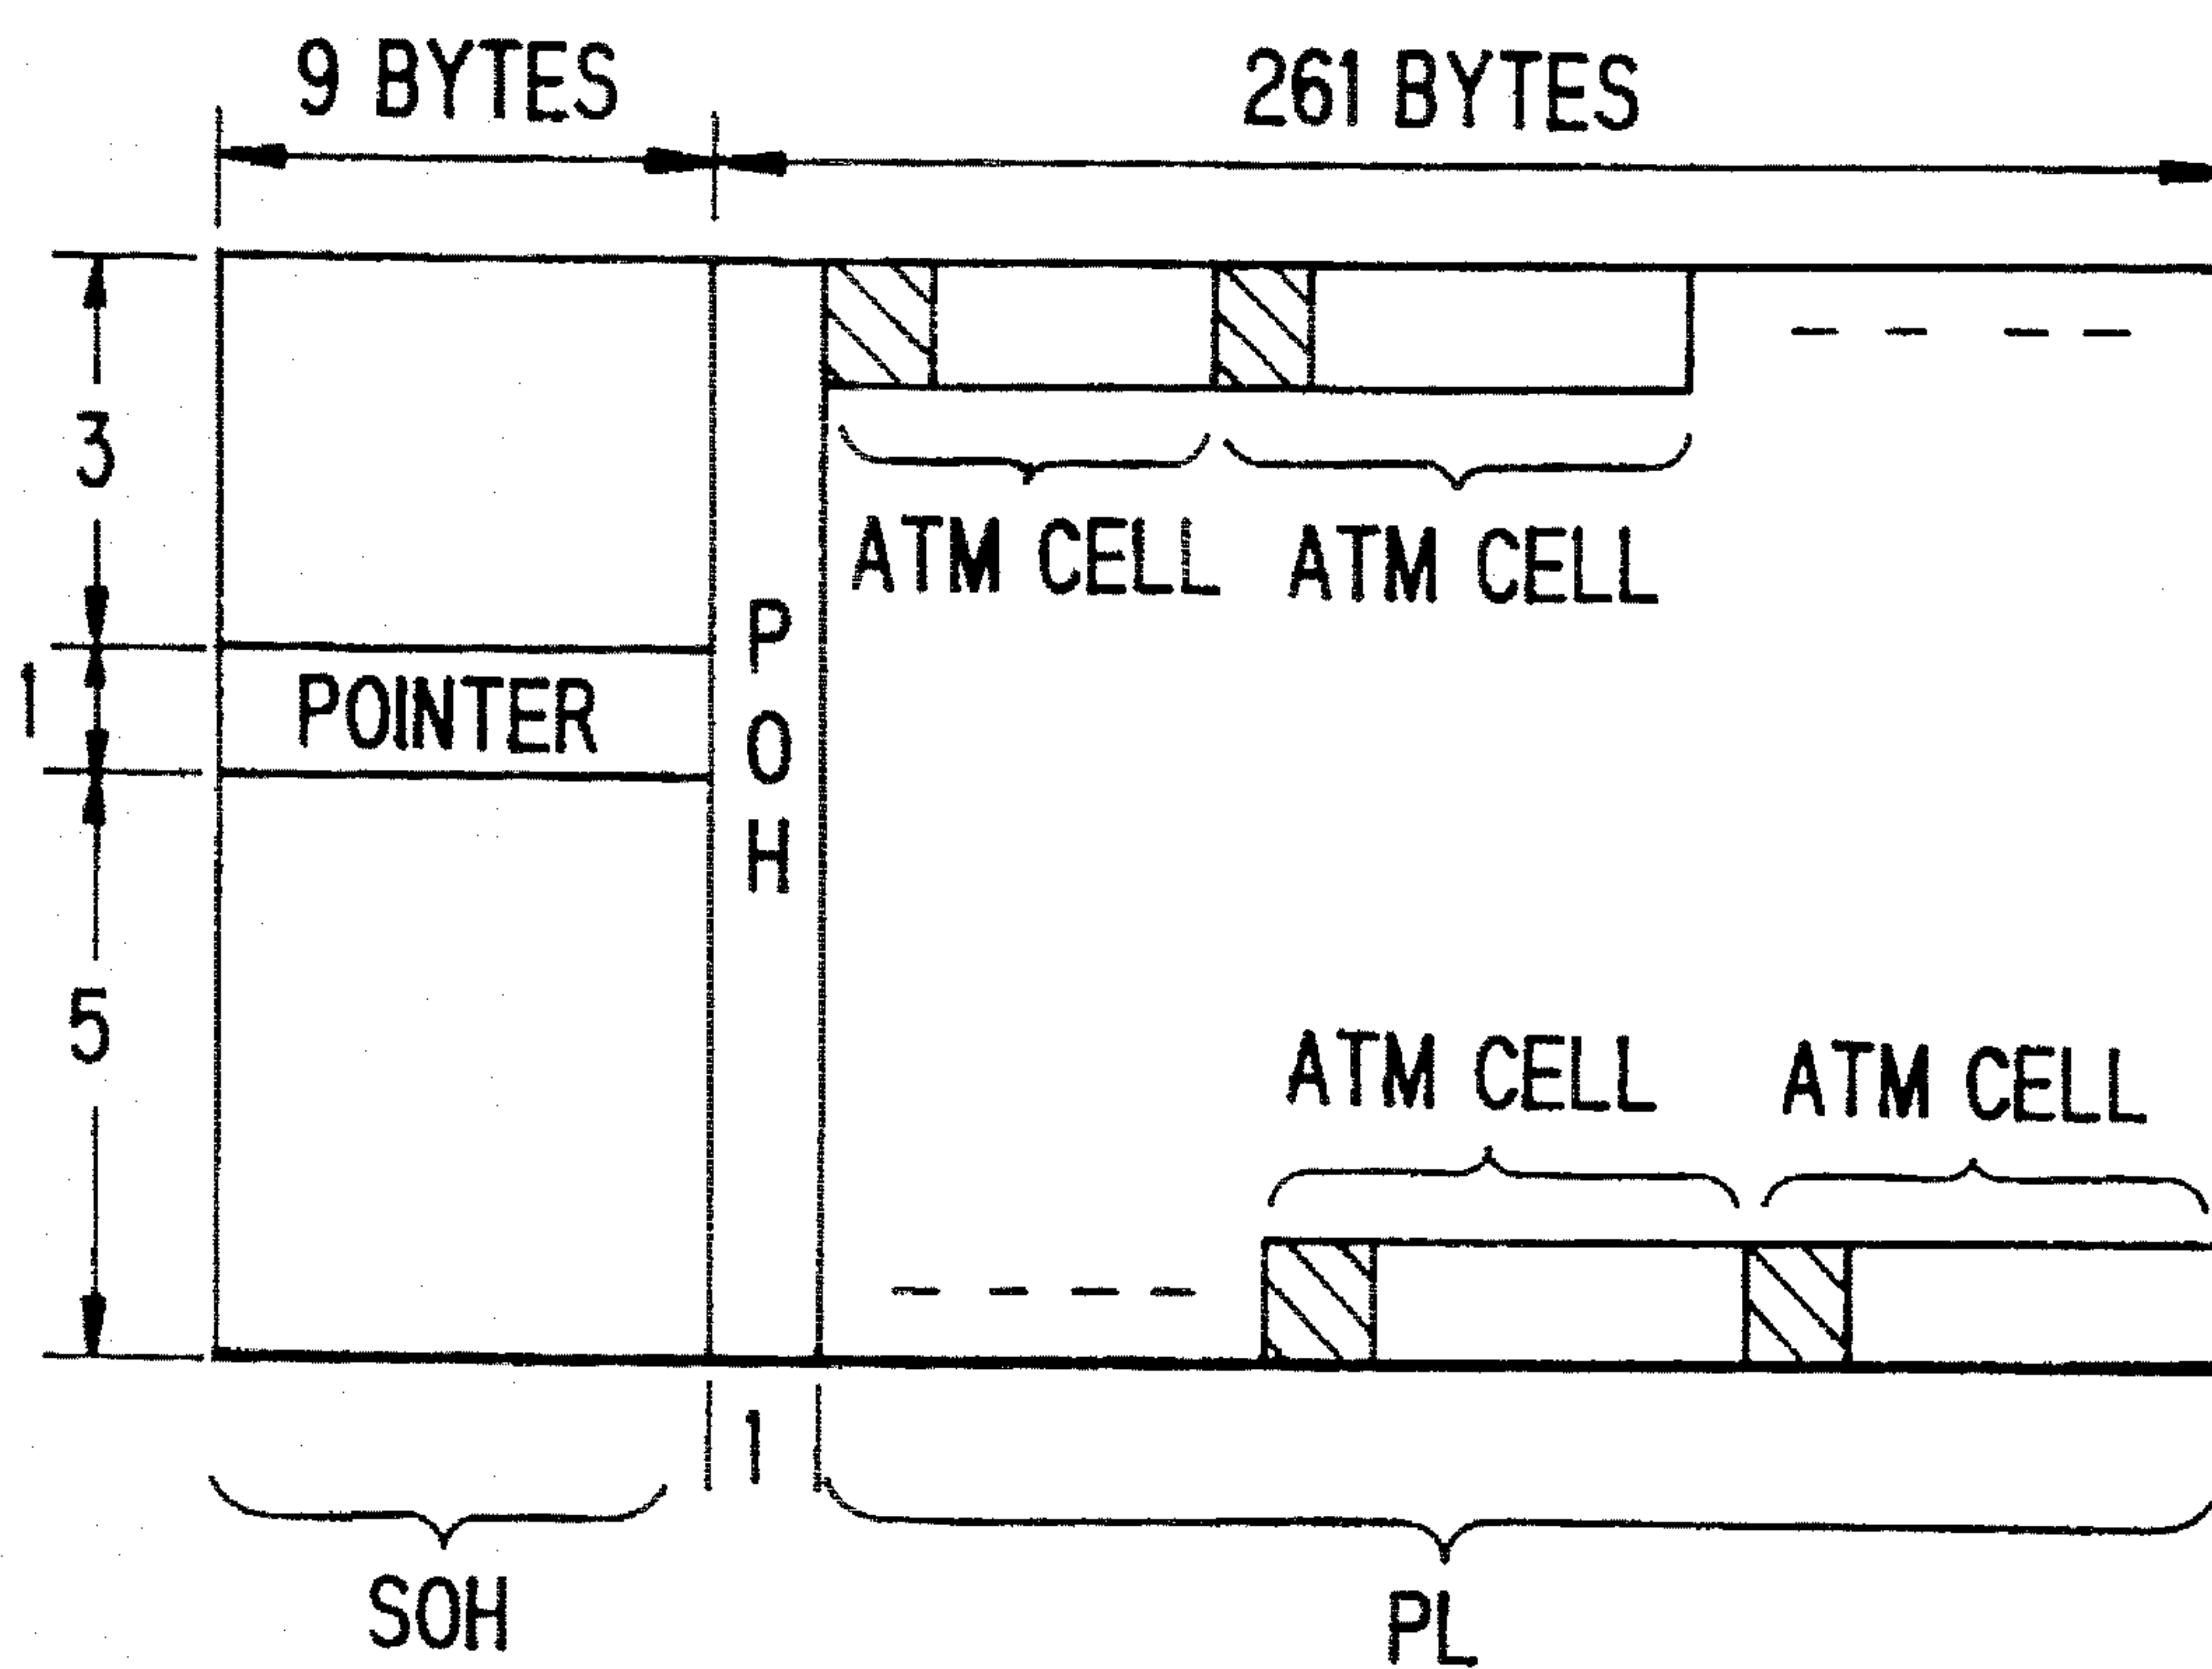 9 BYTES 261 BYTES
3
ATM CELL ATM CELL
P
O
H
1
POINTER
5
ATM CELL ATM CELL
1
SOH
PL